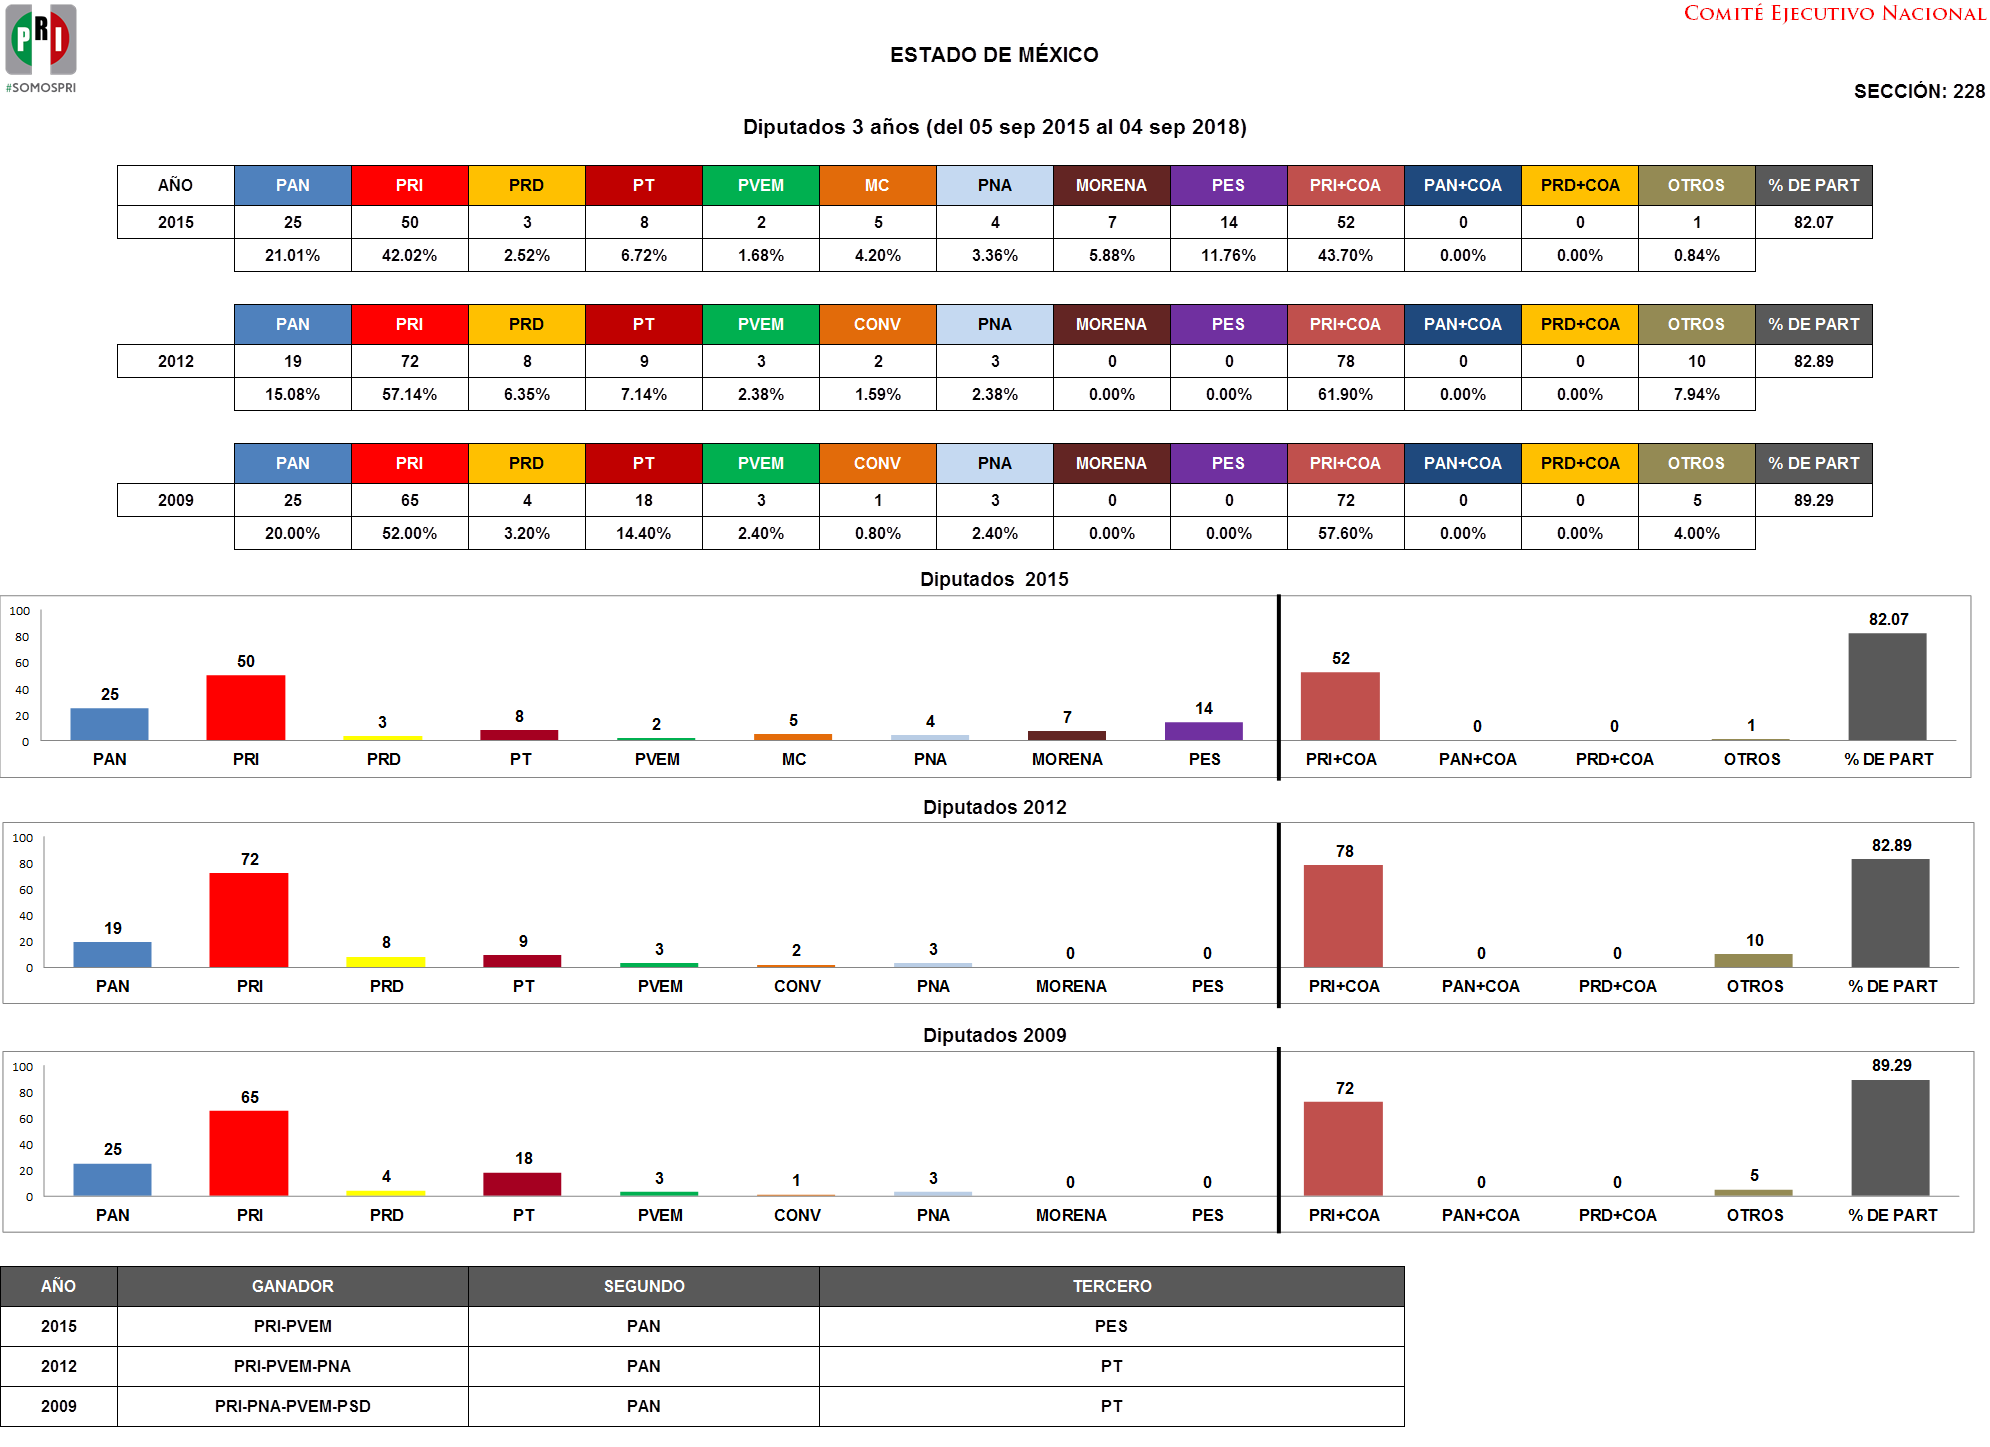 PRI
#SOMOSPRI
COMITÉ EJECUTIVO NACIONAL
ESTADO DE MÉXICO
SECCIÓN: 228
Diputados 3 años (del 05 sep 2015 al 04 sep 2018)
AÑO PAN PRI PRD PT PVEM MC PNA MORENA PES PRI+COA PAN+COA PRD+COA OTROS % DE PART
2015 25 50 3 8 2 5 4 7 14 52 0 0 1 82.07
21.01% 42.02% 2.52% 6.72% 1.68% 4.20% 3.36% 5.88% 11.76% 43.70% 0.00% 0.00% 0.84%
PAN PRI PRD PT PVEM CONV PNA MORENA PES PRI+COA PAN+COA PRD+COA OTROS % DE PART
2012 19 72 8 9 3 2 3 0 0 78 0 0 10 82.89
15.08% 57.14% 6.35% 7.14% 2.38% 1.59% 2.38% 0.00% 0.00% 61.90% 0.00% 0.00% 7.94%
PAN PRI PRD PT PVEM CONV PNA MORENA PES PRI+COA PAN+COA PRD+COA OTROS % DE PART
2009 25 65 4 18 3 1 3 0 0 72 0 0 5 89.29
20.00% 52.00% 3.20% 14.40% 2.40% 0.80% 2.40% 0.00% 0.00% 57.60% 0.00% 0.00% 4.00%
Diputados 2015
100
80
60
40
20
0
25 50 3 8 2 5 4 7 14 52 0 0 1 82.07
PAN PRI PRD PT PVEM MC PNA MORENA PES PRI+COA PAN+COA PRD+COA OTROS % DE PART
Diputados 2012
100
80
60
40
20
0
19 72 8 9 3 2 3 0 0 78 0 0 10 82.89
PAN PRI PRD PT PVEM CONV PNA MORENA PES PRI+COA PAN+COA PRD+COA OTROS % DE PART
Diputados 2009
100
80
60
40
20
0
25 65 4 18 3 1 3 0 0 72 0 0 5 89.29
PAN PRI PRD PT PVEM CONV PNA MORENA PES PRI+COA PAN+COA PRD+COA OTROS % DE PART
AÑO GANADOR SEGUNDO TERCERO
2015 PRI-PVEM PAN PES
2012 PRI-PVEM-PNA PAN PT
2009 PRI-PNA-PVEM-PSD PAN PT